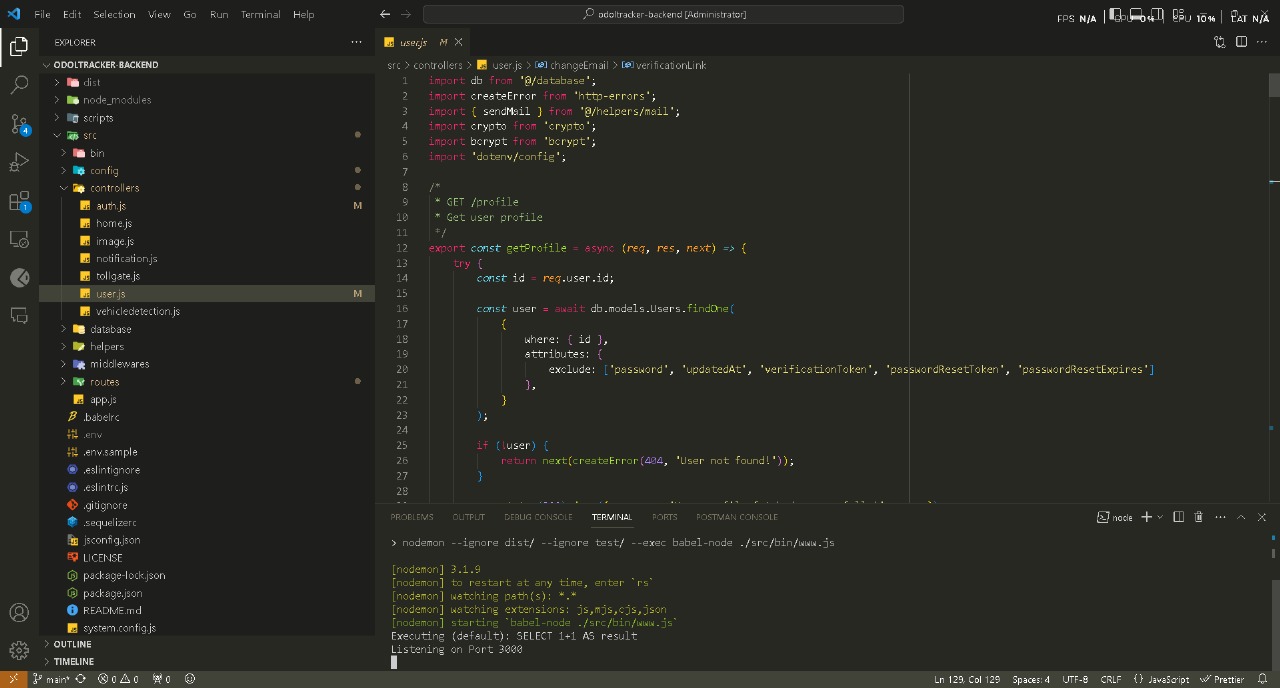 File Edit Selection View Go Run Terminal Help
odoltracker-backend [Administrator]
FPS N/A GPU 0% CPU 10% LAT N/A
EXPLORER
ODOLTRACKER-BACKEND
dist
node_modules
scripts
src
bin
config
controllers
auth.js M
home.js
image.js
notification.js
tollgate.js
user.js M
vehicledetection.js
database
helpers
middlewares
routes
app.js
.babelrc
.env
.env.sample
.eslintignore
.eslintrc.js
.gitignore
.sequelizerc
jsconfig.json
LICENSE
package-lock.json
package.json
README.md
system.config.js
OUTLINE
TIMELINE
4
1
user.js M
src > controllers > user.js > changeEmail > verificationLink
1 import db from '@/database';
2 import createError from 'http-errors';
3 import { sendMail } from '@/helpers/mail';
4 import crypto from 'crypto';
5 import bcrypt from 'bcrypt';
6 import 'dotenv/config';
7
8 /*
9  * GET /profile
10  * Get user profile
11  */
12 export const getProfile = async (req, res, next) => {
13     try {
14         const id = req.user.id;
15
16         const user = await db.models.Users.findOne(
17             {
18                 where: { id },
19                 attributes: {
20                     exclude: ['password', 'updatedAt', 'verificationToken', 'passwordResetToken', 'passwordResetExpires']
21                 },
22             }
23         );
24
25         if (!user) {
26             return next(createError(404, 'User not found!'));
27         }
28
PROBLEMS OUTPUT DEBUG CONSOLE TERMINAL PORTS POSTMAN CONSOLE
node
> nodemon --ignore dist/ --ignore test/ --exec babel-node ./src/bin/www.js
[nodemon] 3.1.9
[nodemon] to restart at any time, enter `rs`
[nodemon] watching path(s): *.*
[nodemon] watching extensions: js,mjs,cjs,json
[nodemon] starting `babel-node ./src/bin/www.js`
Executing (default): SELECT 1+1 AS result
Listening on Port 3000
main* 0 0 0 Ln 129, Col 129 Spaces: 4 UTF-8 CRLF {} JavaScript Prettier